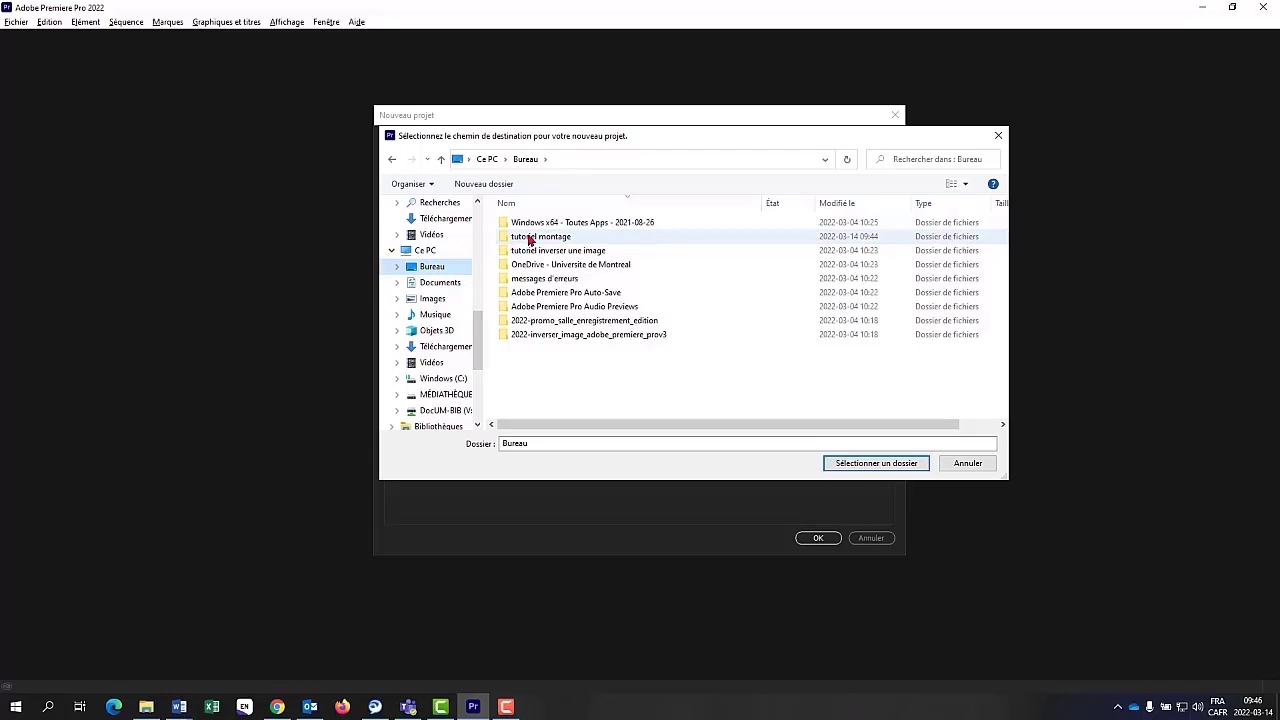 Pr Adobe Premiere Pro 2022
Fichier Edition Elément Séquence Marques Graphiques et titres Affichage Fenêtre Aide
Nouveau projet
Pr Sélectionnez le chemin de destination pour votre nouveau projet.
Ce PC > Bureau >
Rechercher dans : Bureau
Organiser Nouveau dossier
Nom État Modifié le Type Taill
Recherches
Téléchargemer
Vidéos
Ce PC
Bureau
Documents
Images
Musique
Objets 3D
Téléchargemer
Vidéos
Windows (C:)
MÉDIATHÈQUE
DocUM-BIB (V:
Bibliothèques
Windows x64 - Toutes Apps - 2021-08-26 2022-03-04 10:25 Dossier de fichiers
tutoriel montage 2022-03-14 09:44 Dossier de fichiers
tutoriel inverser une image 2022-03-04 10:23 Dossier de fichiers
OneDrive - Universite de Montreal 2022-03-04 10:23 Dossier de fichiers
messages d'erreurs 2022-03-04 10:22 Dossier de fichiers
Adobe Premiere Pro Auto-Save 2022-03-04 10:22 Dossier de fichiers
Adobe Premiere Pro Audio Previews 2022-03-04 10:22 Dossier de fichiers
2022-promo_salle_enregistrement_edition 2022-03-04 10:18 Dossier de fichiers
2022-inverser_image_adobe_premiere_prov3 2022-03-04 10:18 Dossier de fichiers
Dossier : Bureau
Sélectionner un dossier Annuler
OK Annuler
EN
Pr
FRA 09:46
CAFR 2022-03-14